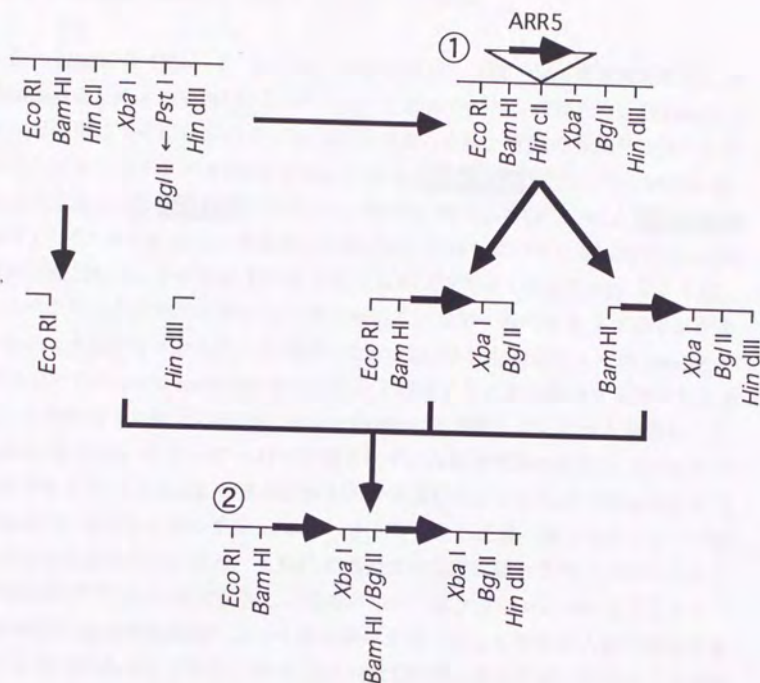 ARR5
①
Eco RI
Bam HI
Hin cII
Xba I
Bgl II ← Pst I
Hin dIII
Eco RI
Bam HI
Hin cII
Xba I
Bgl II
Hin dIII
Eco RI
Hin dIII
Eco RI
Bam HI
Xba I
Bgl II
Bam HI
Xba I
Bgl II
Hin dIII
②
Eco RI
Bam HI
Xba I
Bam HI / Bgl II
Xba I
Bgl II
Hin dIII